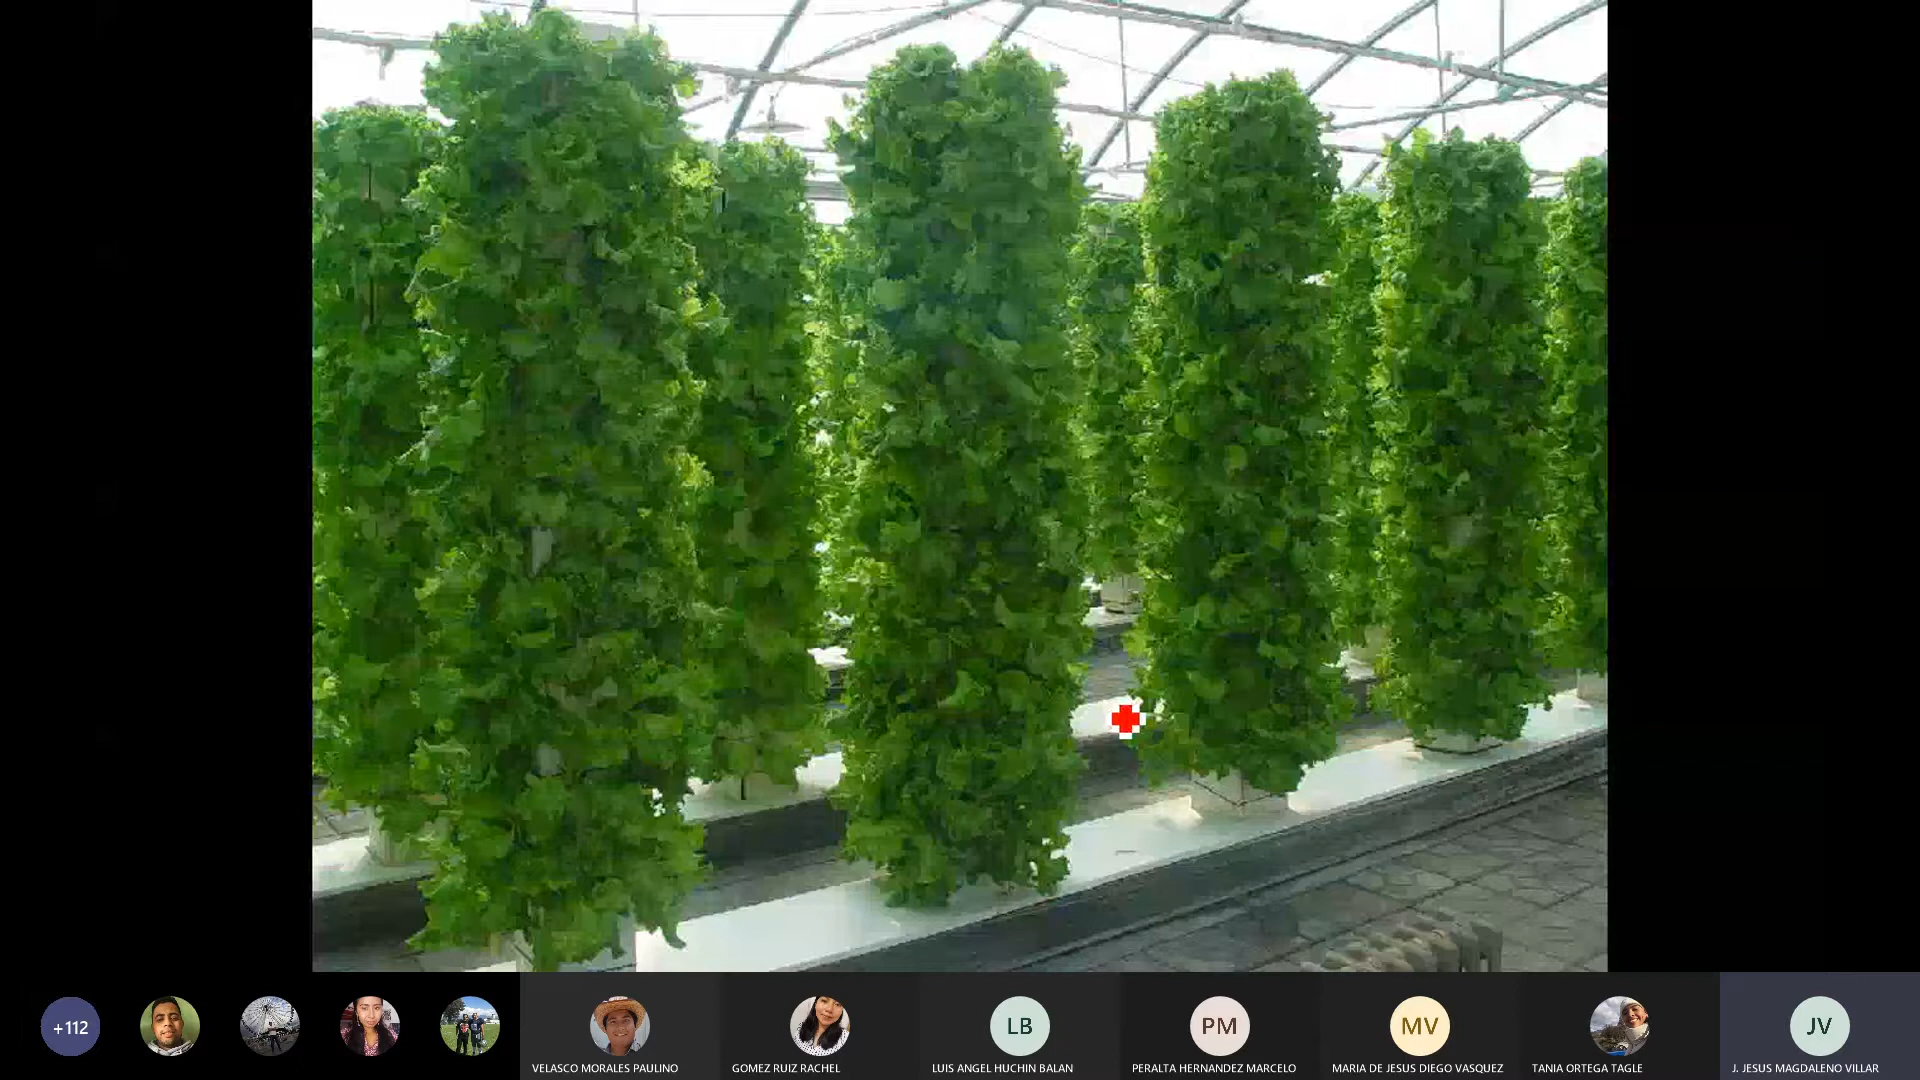 +112
LB
PM
MV
JV
VELASCO MORALES PAULINO
GOMEZ RUIZ RACHEL
LUIS ANGEL HUCHIN BALAN
PERALTA HERNANDEZ MARCELO
MARIA DE JESUS DIEGO VASQUEZ
TANIA ORTEGA TAGLE
J. JESUS MAGDALENO VILLAR